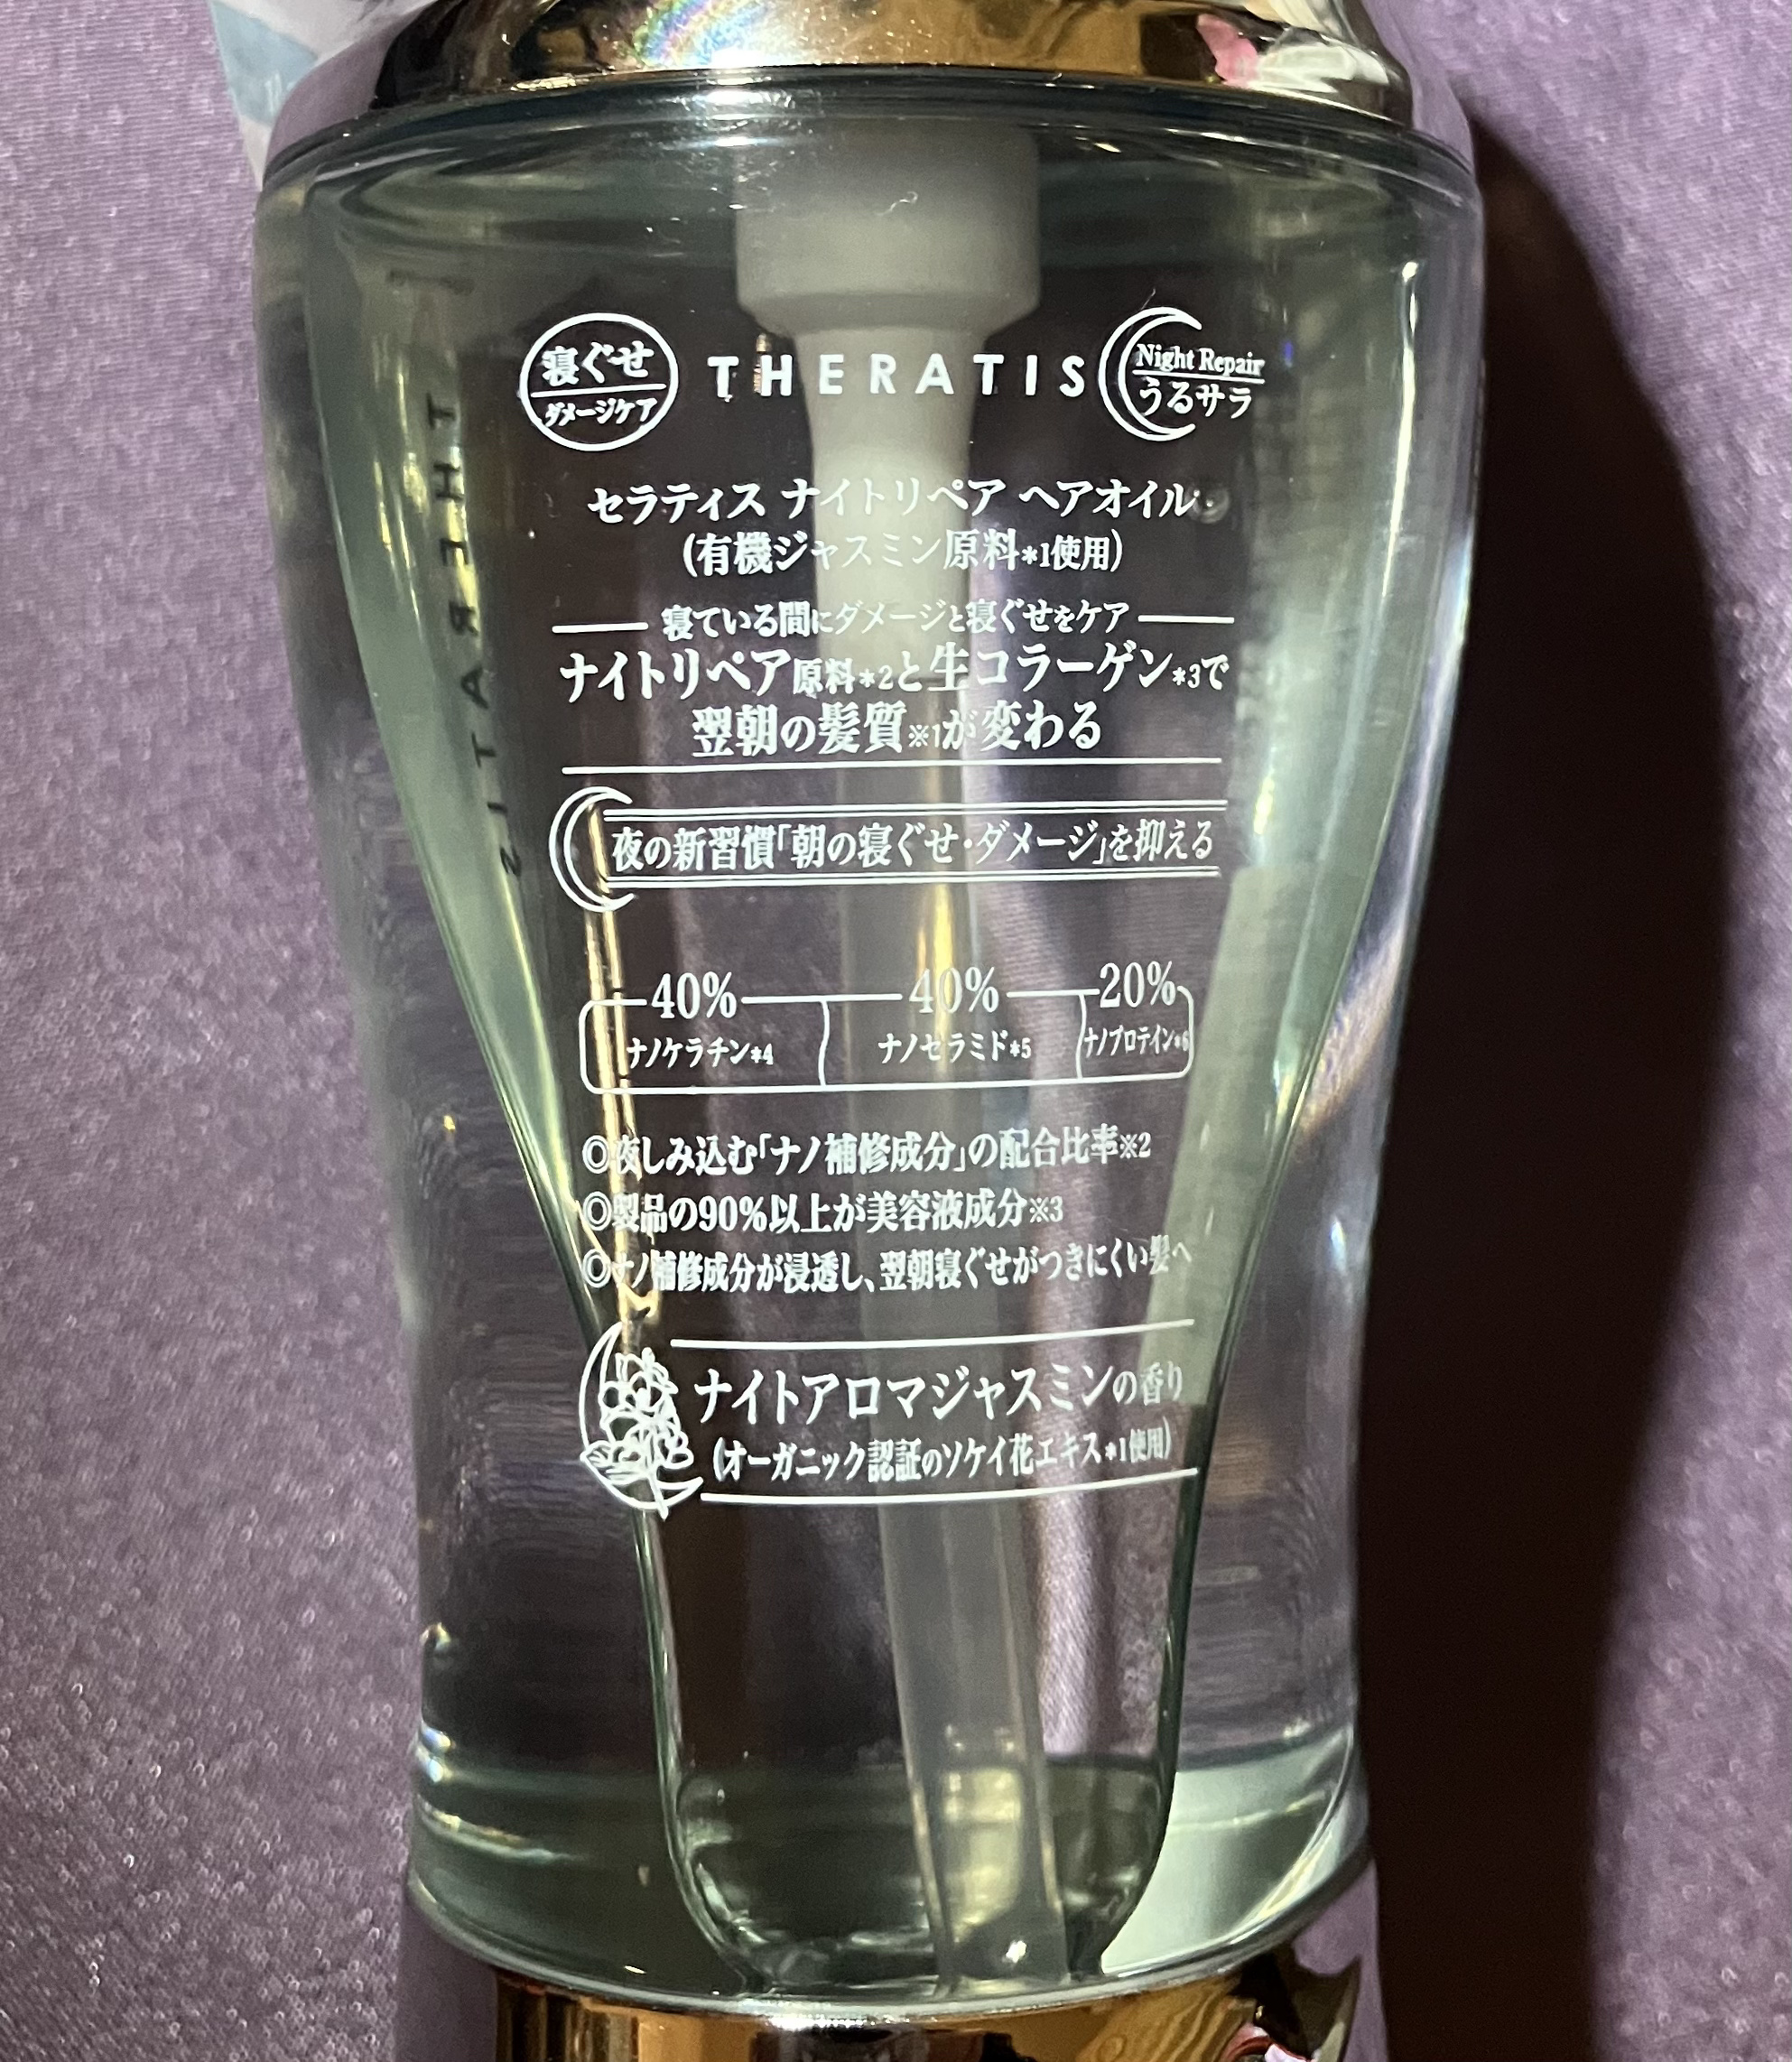 寝ぐせ
ダメージケア
THERATIS
Night Repair
うるサラ
セラティス ナイトリペア ヘアオイル
(有機ジャスミン原料*1使用)
寝ている間にダメージと寝ぐせをケア
ナイトリペア原料*2と生コラーゲン*3で
翌朝の髪質※1が変わる
夜の新習慣「朝の寝ぐせ・ダメージ」を抑える
40% 40% 20%
ナノケラチン*4 ナノセラミド*5 ナノプロテイン*6
◎夜しみ込む「ナノ補修成分」の配合比率※2
◎製品の90%以上が美容液成分※3
◎ナノ補修成分が浸透し、翌朝寝ぐせがつきにくい髪へ
ナイトアロマジャスミンの香り
(オーガニック認証のソケイ花エキス*1使用)
THERATIS